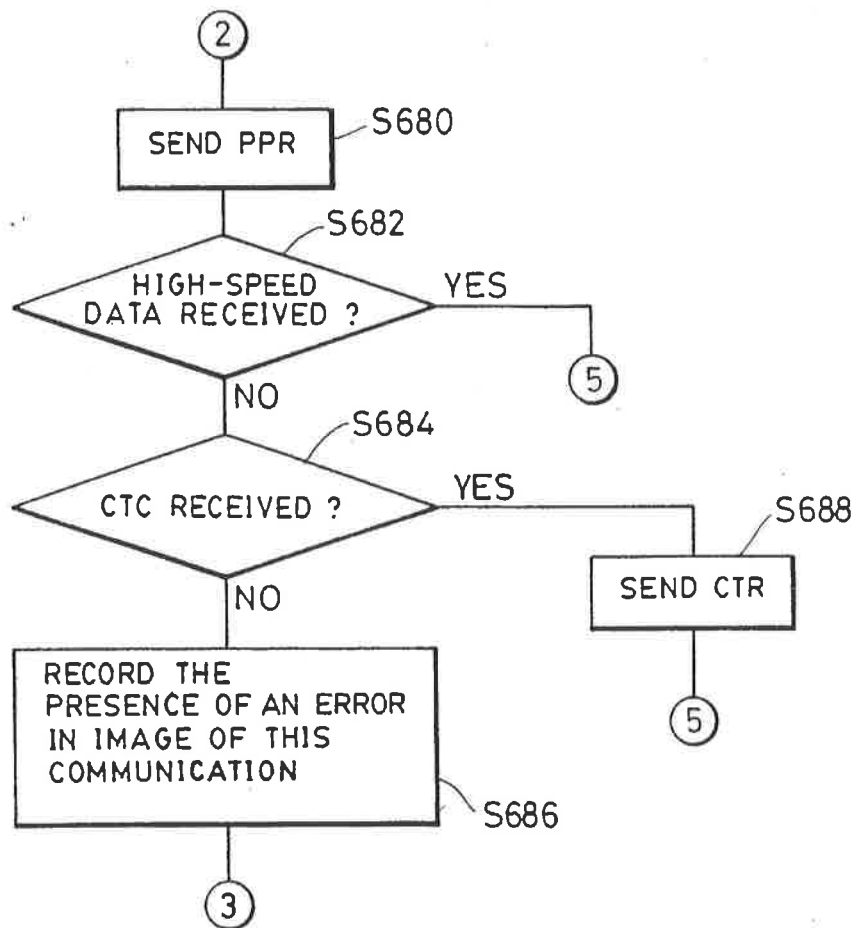 2
SEND PPR
S680
S682
HIGH-SPEED
DATA RECEIVED ?
YES
5
NO
S684
CTC RECEIVED ?
YES
S688
SEND CTR
5
NO
RECORD THE
PRESENCE OF AN ERROR
IN IMAGE OF THIS
COMMUNICATION
S686
3